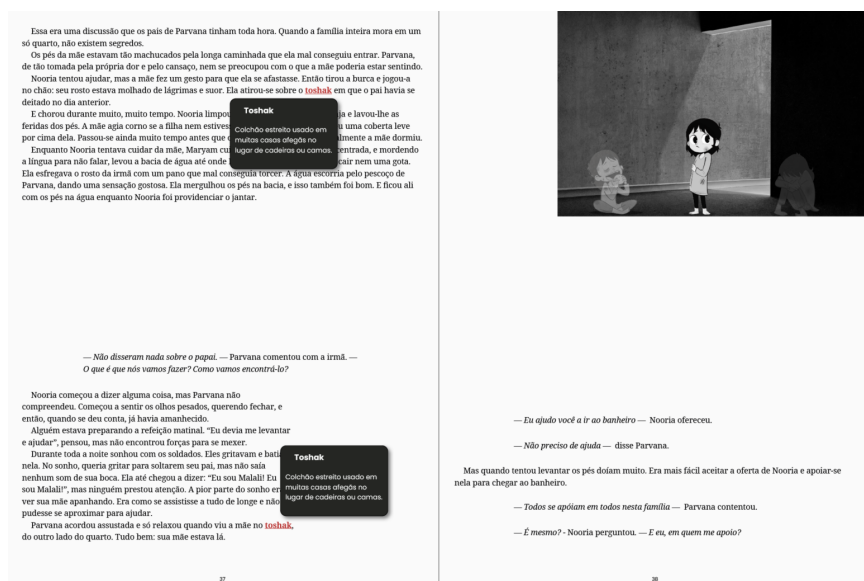 Essa era uma discussão que os pais de Parvana tinham toda hora. Quando a família inteira mora em um
só quarto, não existem segredos.
Os pés da mãe estavam tão machucados pela longa caminhada que ela mal conseguiu entrar. Parvana,
de tão tomada pela própria dor e pelo cansaço, nem se preocupou com o que a mãe poderia estar sentindo.
Nooria tentou ajudar, mas a mãe fez um gesto para que ela se afastasse. Então tirou a burca e jogou-a
no chão: seu rosto estava molhado de lágrimas e suor. Ela atirou-se sobre o toshak em que o pai havia se
deitado no dia anterior.
E chorou durante muito, muito tempo. Nooria limpou ja e lavou-lhe as
feridas dos pés. A mãe agia corno se a filha nem estives u uma coberta leve
por cima dela. Passou-se ainda muito tempo antes que almente a mãe dormiu.
Enquanto Nooria tentava cuidar da mãe, Maryam cu centrada, e mordendo
a língua para não falar, levou a bacia de água até onde cair nem uma gota.
Ela esfregava o rosto da irmã com um pano que mal conseguia torcer. A água escorria pelo pescoço de
Parvana, dando uma sensação gostosa. Ela mergulhou os pés na bacia, e isso também foi bom. E ficou ali
com os pés na água enquanto Nooria foi providenciar o jantar.
Toshak
Colchão estreito usado em
muitas casas afegãs no
lugar de cadeiras ou camas.
— Não disseram nada sobre o papai. — Parvana comentou com a irmã. —
O que é que nós vamos fazer? Como vamos encontrá-lo?
Nooria começou a dizer alguma coisa, mas Parvana não
compreendeu. Começou a sentir os olhos pesados, querendo fechar, e
então, quando se deu conta, já havia amanhecido.
Alguém estava preparando a refeição matinal. “Eu devia me levantar
e ajudar”, pensou, mas não encontrou forças para se mexer.
Durante toda a noite sonhou com os soldados. Eles gritavam e bati
nela. No sonho, queria gritar para soltarem seu pai, mas não saía
nenhum som de sua boca. Ela até chegou a dizer: “Eu sou Malali! Eu
sou Malali!”, mas ninguém prestou atenção. A pior parte do sonho er
ver sua mãe apanhando. Era como se assistisse a tudo de longe e não
pudesse se aproximar para ajudar.
Parvana acordou assustada e só relaxou quando viu a mãe no toshak,
do outro lado do quarto. Tudo bem: sua mãe estava lá.
Toshak
Colchão estreito usado em
muitas casas afegãs no
lugar de cadeiras ou camas.
37
— Eu ajudo você a ir ao banheiro — Nooria ofereceu.
— Não preciso de ajuda — disse Parvana.
Mas quando tentou levantar os pés doíam muito. Era mais fácil aceitar a oferta de Nooria e apoiar-se
nela para chegar ao banheiro.
— Todos se apóiam em todos nesta família — Parvana contentou.
— É mesmo? - Nooria perguntou. — E eu, em quem me apoio?
38